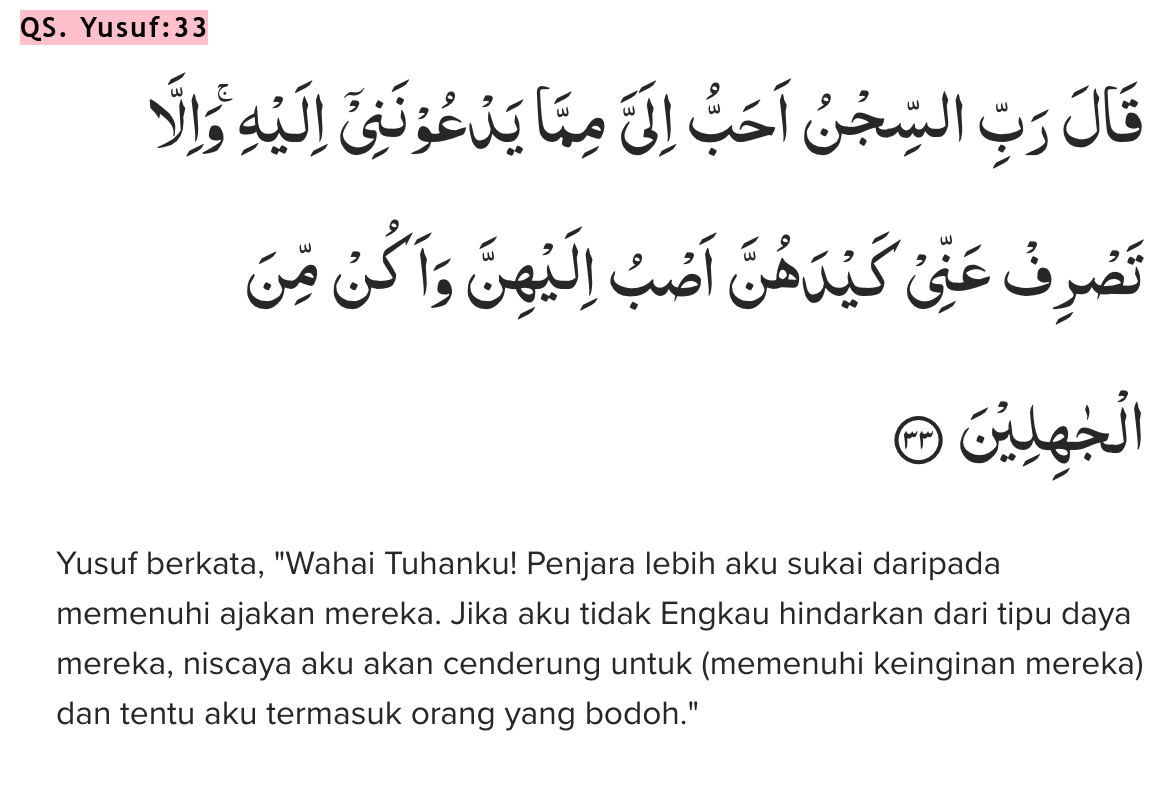 QS. Yusuf:33
قَالَ رَبِّ السِّجْنُ اَحَبُّ اِلَيَّ مِمَّا يَدْعُوْنَنِيْٓ اِلَيْهِ ۚوَاِلَّا
تَصْرِفْ عَنِّيْ كَيْدَهُنَّ اَصْبُ اِلَيْهِنَّ وَاَكُنْ مِّنَ
الْجٰهِلِيْنَ ٣٣
Yusuf berkata, "Wahai Tuhanku! Penjara lebih aku sukai daripada
memenuhi ajakan mereka. Jika aku tidak Engkau hindarkan dari tipu daya
mereka, niscaya aku akan cenderung untuk (memenuhi keinginan mereka)
dan tentu aku termasuk orang yang bodoh."